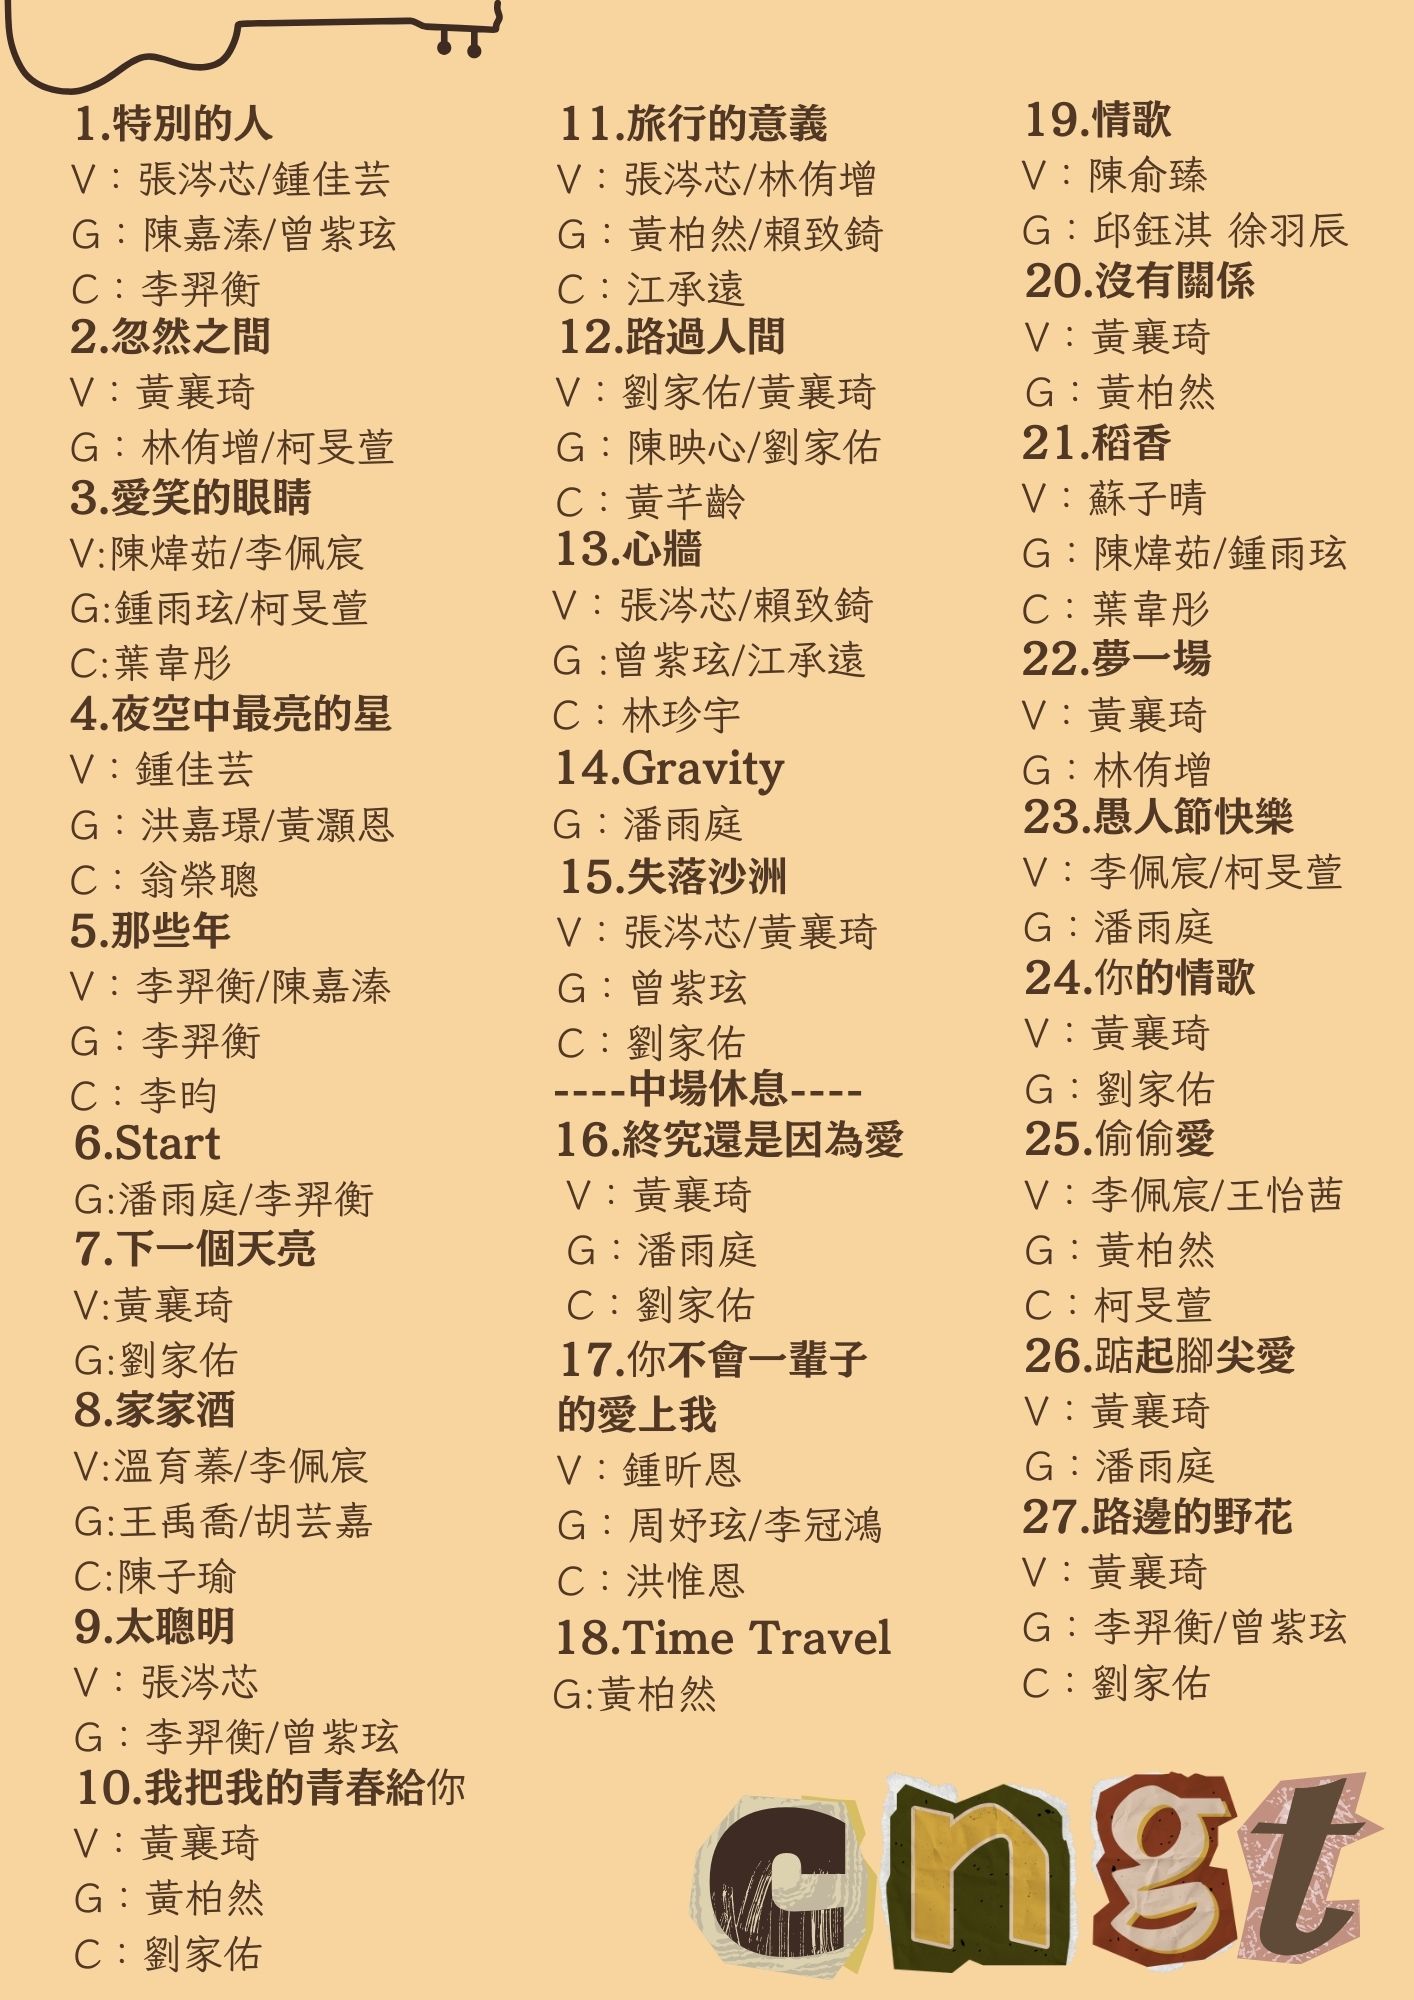 1.特別的人
V：張涔芯/鍾佳芸
G：陳嘉溱/曾紫玹
C：李羿衡
2.忽然之間
V：黃襄琦
G：林侑增/柯旻萱
3.愛笑的眼睛
V:陳煒茹/李佩宸
G:鍾雨玹/柯旻萱
C:葉韋彤
4.夜空中最亮的星
V：鍾佳芸
G：洪嘉璟/黃灝恩
C：翁榮聰
5.那些年
V：李羿衡/陳嘉溱
G：李羿衡
C：李昀
6.Start
G:潘雨庭/李羿衡
7.下一個天亮
V:黃襄琦
G:劉家佑
8.家家酒
V:溫育蓁/李佩宸
G:王禹喬/胡芸嘉
C:陳子瑜
9.太聰明
V：張涔芯
G：李羿衡/曾紫玹
10.我把我的青春給你
V：黃襄琦
G：黃柏然
C：劉家佑
11.旅行的意義
V：張涔芯/林侑增
G：黃柏然/賴致錡
C：江承遠
12.路過人間
V：劉家佑/黃襄琦
G：陳映心/劉家佑
C：黃芊齡
13.心牆
V：張涔芯/賴致錡
G :曾紫玹/江承遠
C：林珍宇
14.Gravity
G：潘雨庭
15.失落沙洲
V：張涔芯/黃襄琦
G：曾紫玹
C：劉家佑
----中場休息----
16.終究還是因為愛
V：黃襄琦
G：潘雨庭
C：劉家佑
17.你不會一輩子
的愛上我
V：鍾昕恩
G：周妤玹/李冠鴻
C：洪惟恩
18.Time Travel
G:黃柏然
19.情歌
V：陳俞臻
G：邱鈺淇 徐羽辰
20.沒有關係
V：黃襄琦
G：黃柏然
21.稻香
V：蘇子晴
G：陳煒茹/鍾雨玹
C：葉韋彤
22.夢一場
V：黃襄琦
G：林侑增
23.愚人節快樂
V：李佩宸/柯旻萱
G：潘雨庭
24.你的情歌
V：黃襄琦
G：劉家佑
25.偷偷愛
V：李佩宸/王怡茜
G：黃柏然
C：柯旻萱
26.踮起腳尖愛
V：黃襄琦
G：潘雨庭
27.路邊的野花
V：黃襄琦
G：李羿衡/曾紫玹
C：劉家佑
cngt